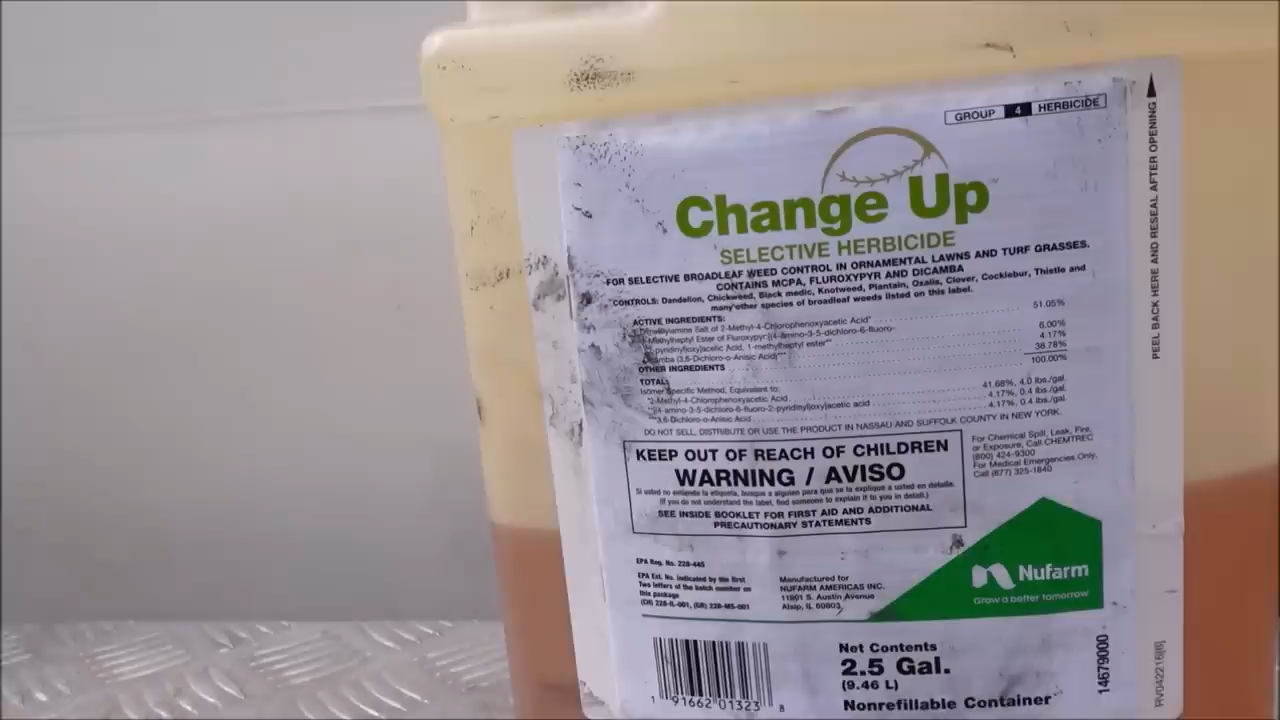 GROUP 4 HERBICIDE
Change Up
SELECTIVE HERBICIDE
FOR SELECTIVE BROADLEAF WEED CONTROL IN ORNAMENTAL LAWNS AND TURF GRASSES.
CONTAINS MCPA, FLUROXYPYR AND DICAMBA
CONTROLS: Dandelion, Chickweed, Black medic, Knotweed, Plantain, Oxalis, Clover, Cocklebur, Thistle and
many other species of broadleaf weeds listed on this label.
ACTIVE INGREDIENTS:
Salt of 2-Methyl-4-Chlorophenoxyacetic Acid* 51.05%
Ester of Fluroxypyr:[(4-amino-3-5-dichloro-6-fluoro-
acid, 1-methylheptyl ester** 6.00%
(3,6-Dichloro-o-Anisic Acid)*** 4.17%
OTHER INGREDIENTS 38.78%
TOTAL: 100.00%
Isomer Specific Method, Equivalent to:
*2-Methyl-4-Chlorophenoxyacetic Acid 41.68%, 4.0 lbs./gal.
**[(4-amino-3-5-dichloro-6-fluoro-2-pyridinyl)oxy]acetic acid 4.17%, 0.4 lbs./gal.
***3,6-Dichloro-o-Anisic Acid 4.17%, 0.4 lbs./gal.
DO NOT SELL, DISTRIBUTE OR USE THE PRODUCT IN NASSAU AND SUFFOLK COUNTY IN NEW YORK.
KEEP OUT OF REACH OF CHILDREN
WARNING / AVISO
Si usted no entiende la etiqueta, busque a alguien para que se la explique a usted en detalle.
(If you do not understand the label, find someone to explain it to you in detail.)
SEE INSIDE BOOKLET FOR FIRST AID AND ADDITIONAL
PRECAUTIONARY STATEMENTS
For Chemical Spill, Leak, Fire,
or Exposure, Call CHEMTREC
(800) 424-9300
For Medical Emergencies Only,
Call (877) 325-1840
EPA Reg. No. 228-445
EPA Est. No. indicated by the first
Two letters of the batch number on
this package
(CH) 228-IL-001, (GR) 228-MS-001
Manufactured for
NUFARM AMERICAS INC.
11901 S. Austin Avenue
Alsip, IL 60803
Nufarm
Grow a better tomorrow
1 91662 01323 8
Net Contents
2.5 Gal.
(9.46 L)
Nonrefillable Container
14679000
PEEL BACK HERE AND RESEAL AFTER OPENING
RV042216[6]